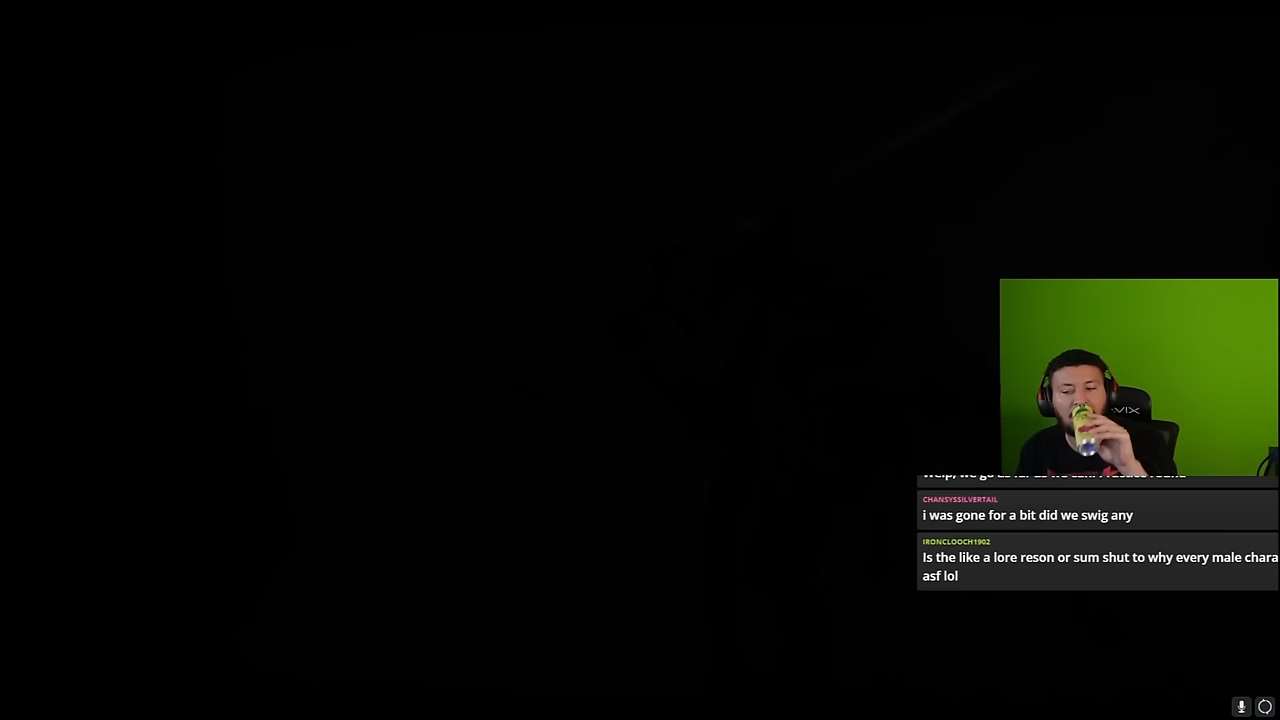 CHANSYSSILVERTAIL
i was gone for a bit did we swig any
IRONCLOOCH1902
Is the like a lore reson or sum shut to why every male chara
asf lol